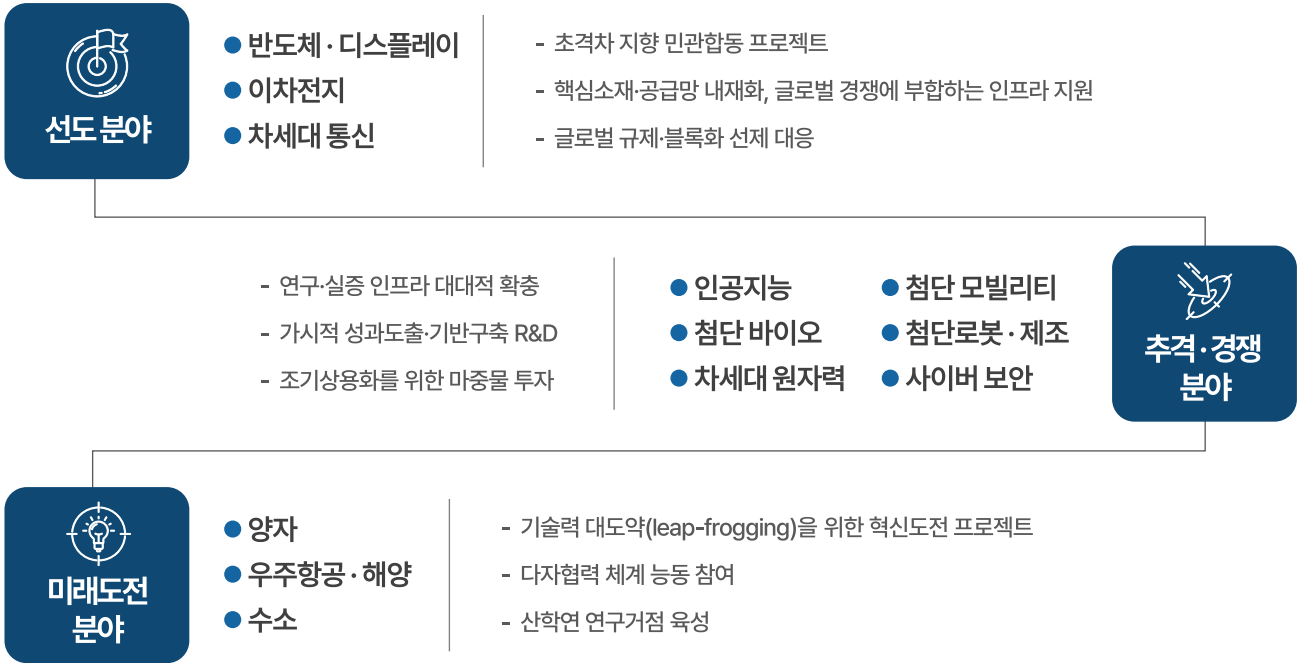 선도 분야
● 반도체 · 디스플레이
● 이차전지
● 차세대 통신
- 초격차 지향 민관합동 프로젝트
- 핵심소재·공급망 내재화, 글로벌 경쟁에 부합하는 인프라 지원
- 글로벌 규제·블록화 선제 대응
- 연구·실증 인프라 대대적 확충
- 가시적 성과도출·기반구축 R&D
- 조기상용화를 위한 마중물 투자
● 인공지능
● 첨단 바이오
● 차세대 원자력
● 첨단 모빌리티
● 첨단로봇 · 제조
● 사이버 보안
추격 · 경쟁
분야
미래도전
분야
● 양자
● 우주항공 · 해양
● 수소
- 기술력 대도약(leap-frogging)을 위한 혁신도전 프로젝트
- 다자협력 체계 능동 참여
- 산학연 연구거점 육성